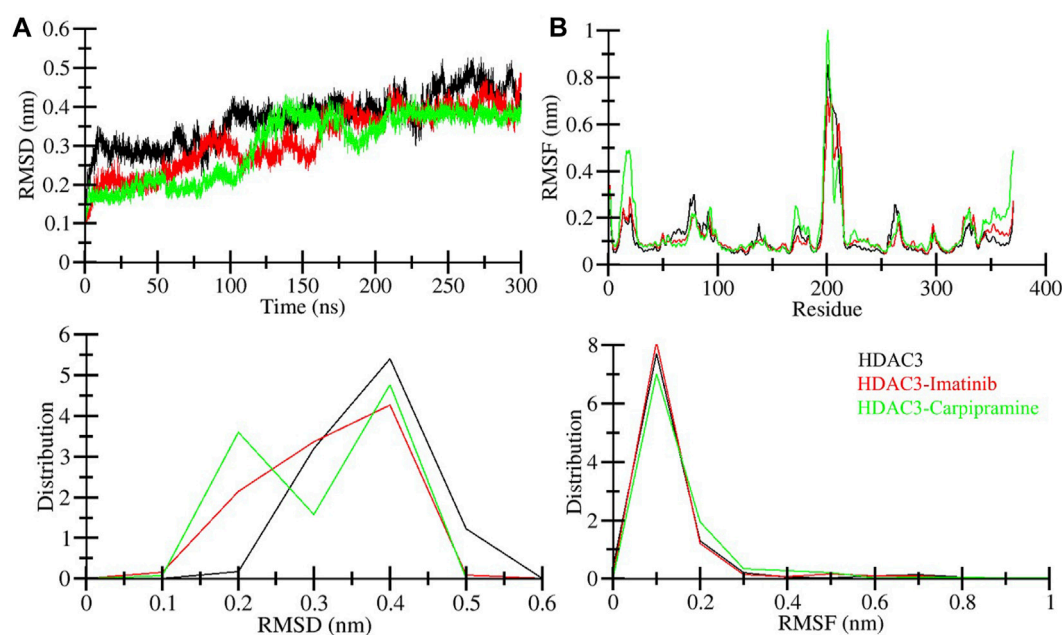 A
RMSD (nm)
0.6
0.5
0.4
0.3
0.2
0.1
0
0 50 100 150 200 250 300
Time (ns)
B
RMSF (nm)
1
0.8
0.6
0.4
0.2
0
0 100 200 300 400
Residue
Distribution
6
5
4
3
2
1
0
0 0.1 0.2 0.3 0.4 0.5 0.6
RMSD (nm)
Distribution
8
6
4
2
0
0 0.2 0.4 0.6 0.8 1
RMSF (nm)
HDAC3
HDAC3-Imatinib
HDAC3-Carpipramine